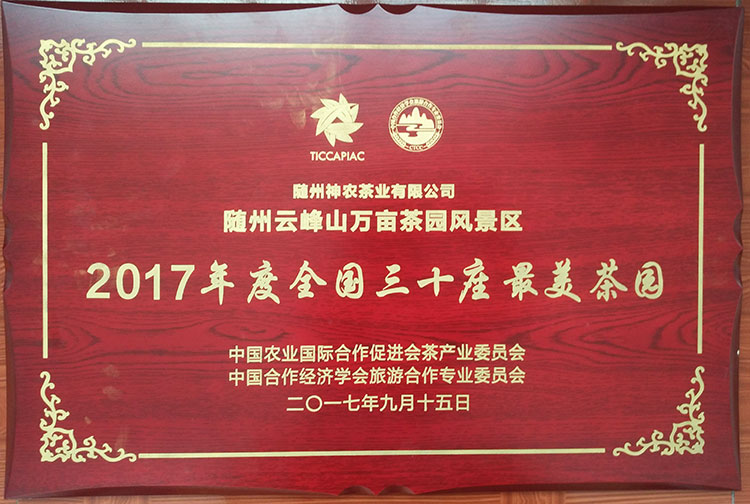 TICCAPIAC
随州神农茶业有限公司
随州云峰山万亩茶园风景区
2017年度全国三十座最美茶园
中国农业国际合作促进会茶产业委员会
中国合作经济学会旅游合作专业委员会
二〇一七年九月十五日